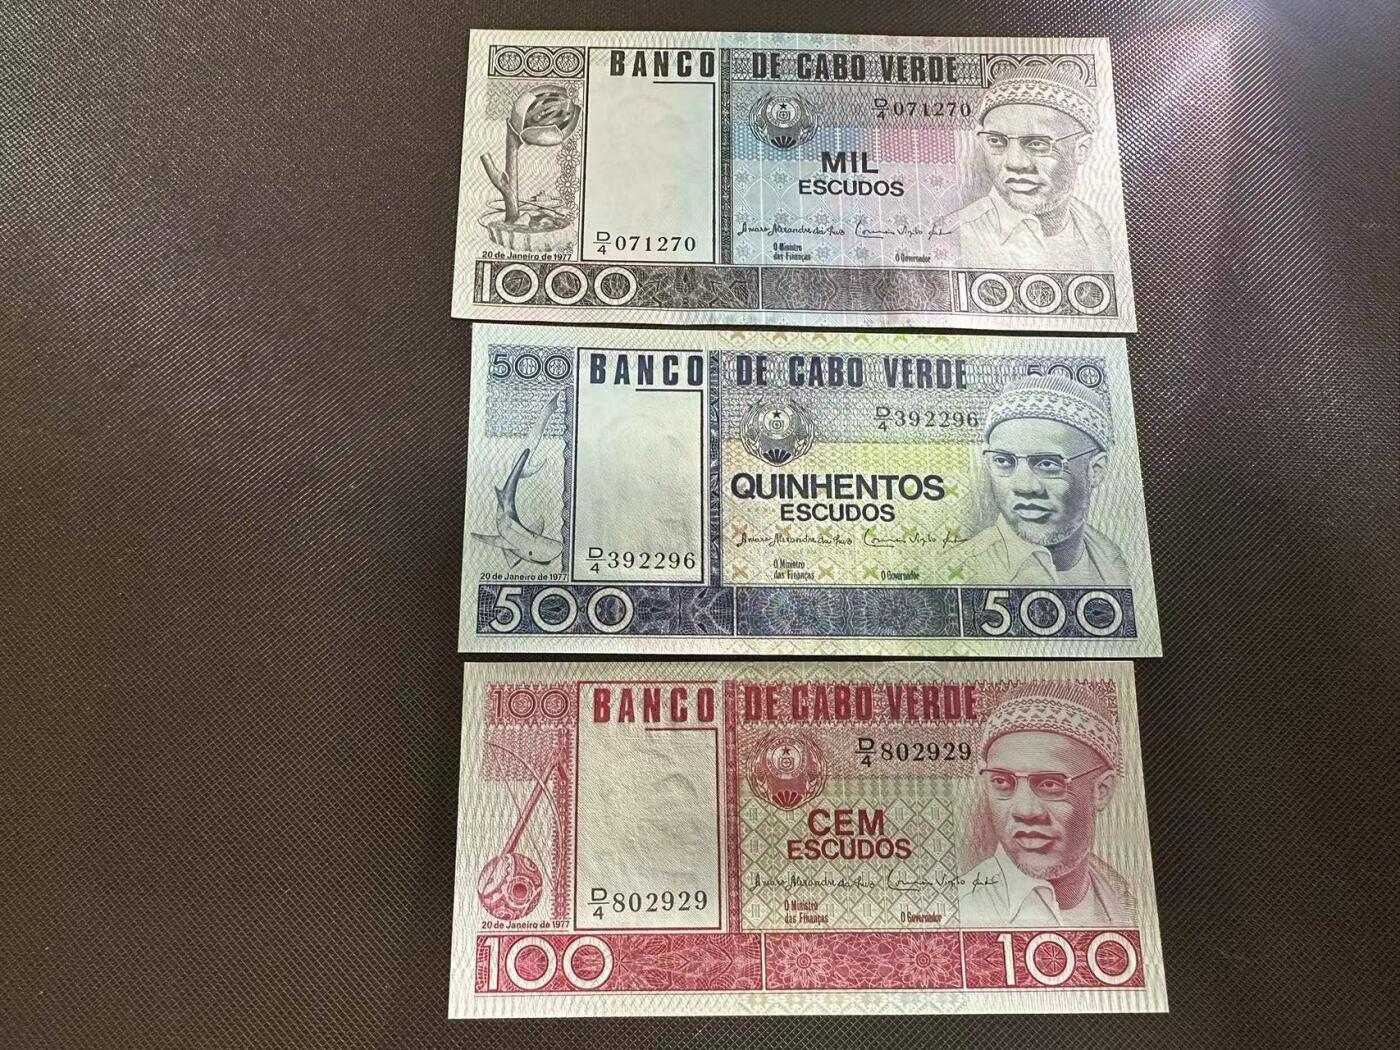 1000 BANCO DE CABO VERDE 1000
D/4 071270
MIL
ESCUDOS
D/4 071270
O Ministro
das Finanças
O Governador
20 de Janeiro de 1977
1000 1000
500 BANCO DE CABO VERDE 500
D/4 392296
QUINHENTOS
ESCUDOS
D/4 392296
O Ministro
das Finanças
O Governador
20 de Janeiro de 1977
500 500
100 BANCO DE CABO VERDE
D/4 802929
CEM
ESCUDOS
D/4 802929
O Ministro
das Finanças
O Governador
20 de Janeiro de 1977
100 100